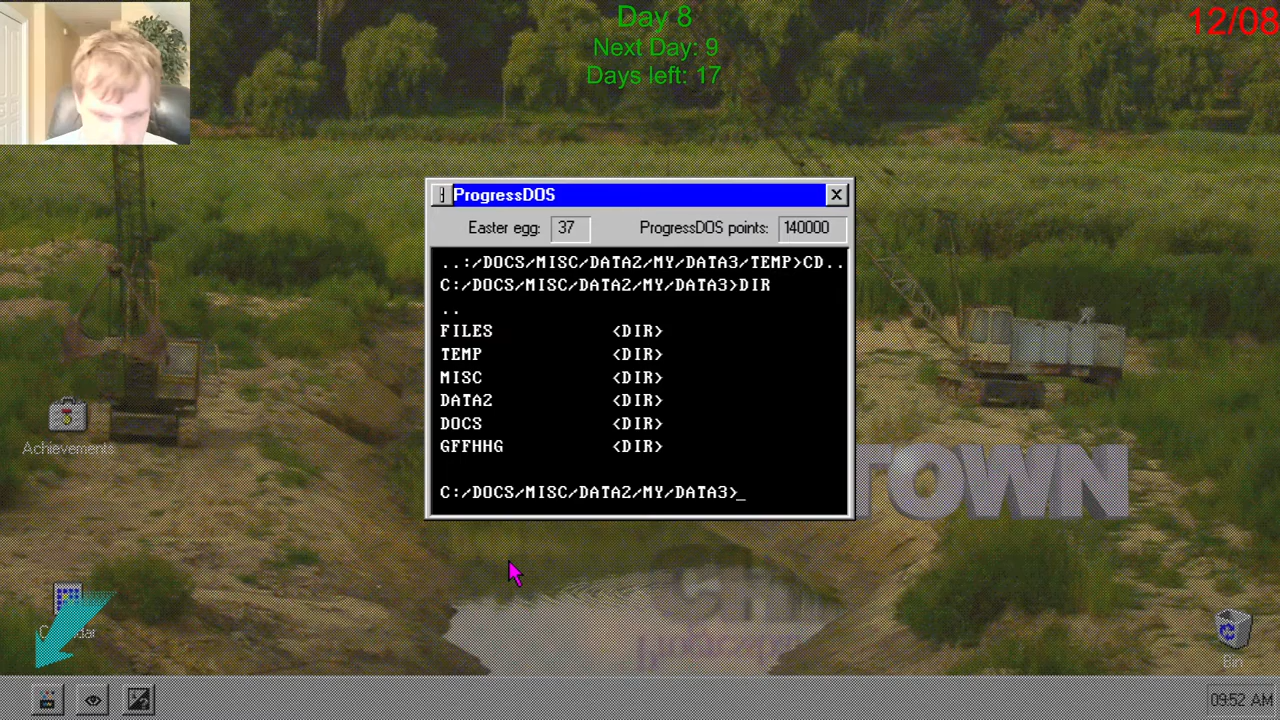 Day 8
Next Day: 9
Days left: 17
12/08
ProgressDOS
Easter egg: 37 ProgressDOS points: 140000
..:/DOCS/MISC/DATA2/MY/DATA3/TEMP>CD..
C:/DOCS/MISC/DATA2/MY/DATA3>DIR
..
FILES <DIR>
TEMP <DIR>
MISC <DIR>
DATA2 <DIR>
DOCS <DIR>
GFFHHG <DIR>
C:/DOCS/MISC/DATA2/MY/DATA3>_
Achievements
TOWN
Bin
09:52 AM